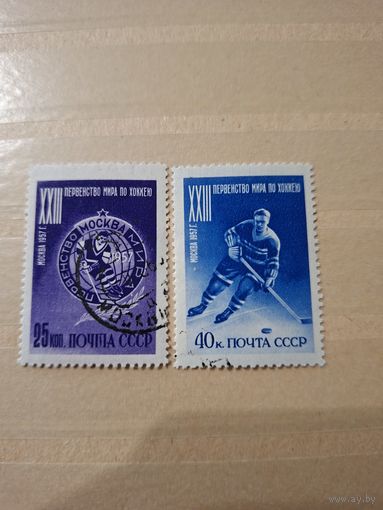 XXIII
ПЕРВЕНСТВО МИРА ПО ХОККЕЮ
МОСКВА 1957 Г.
ПЕРВЕНСТВО МОСКВА МИРА
1957
25 КОП. ПОЧТА СССР
МОСКВА
XXIII
ПЕРВЕНСТВО МИРА ПО ХОККЕЮ
МОСКВА 1957 Г.
40 К. ПОЧТА СССР
www.ay.by